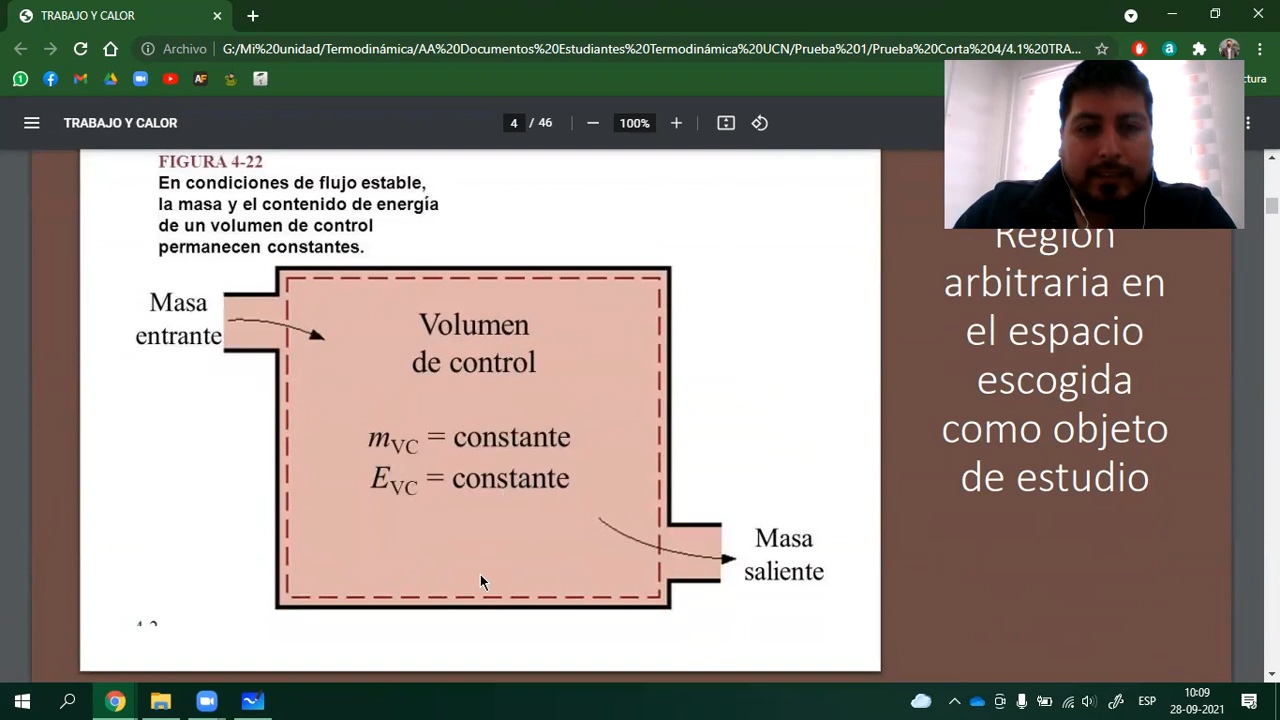 TRABAJO Y CALOR
Archivo
G:/Mi%20unidad/Termodinámica/AA%20Documentos%20Estudiantes%20Termodinámica%20UCN/Prueba%201/Prueba%20Corta%204/4.1%20TRA...
TRABAJO Y CALOR
4 / 46
100%
FIGURA 4-22
En condiciones de flujo estable,
la masa y el contenido de energía
de un volumen de control
permanecen constantes.
Masa
entrante
Volumen
de control
mVC = constante
EVC = constante
Masa
saliente
Región
arbitraria en
el espacio
escogida
como objeto
de estudio
ESP
10:09
28-09-2021